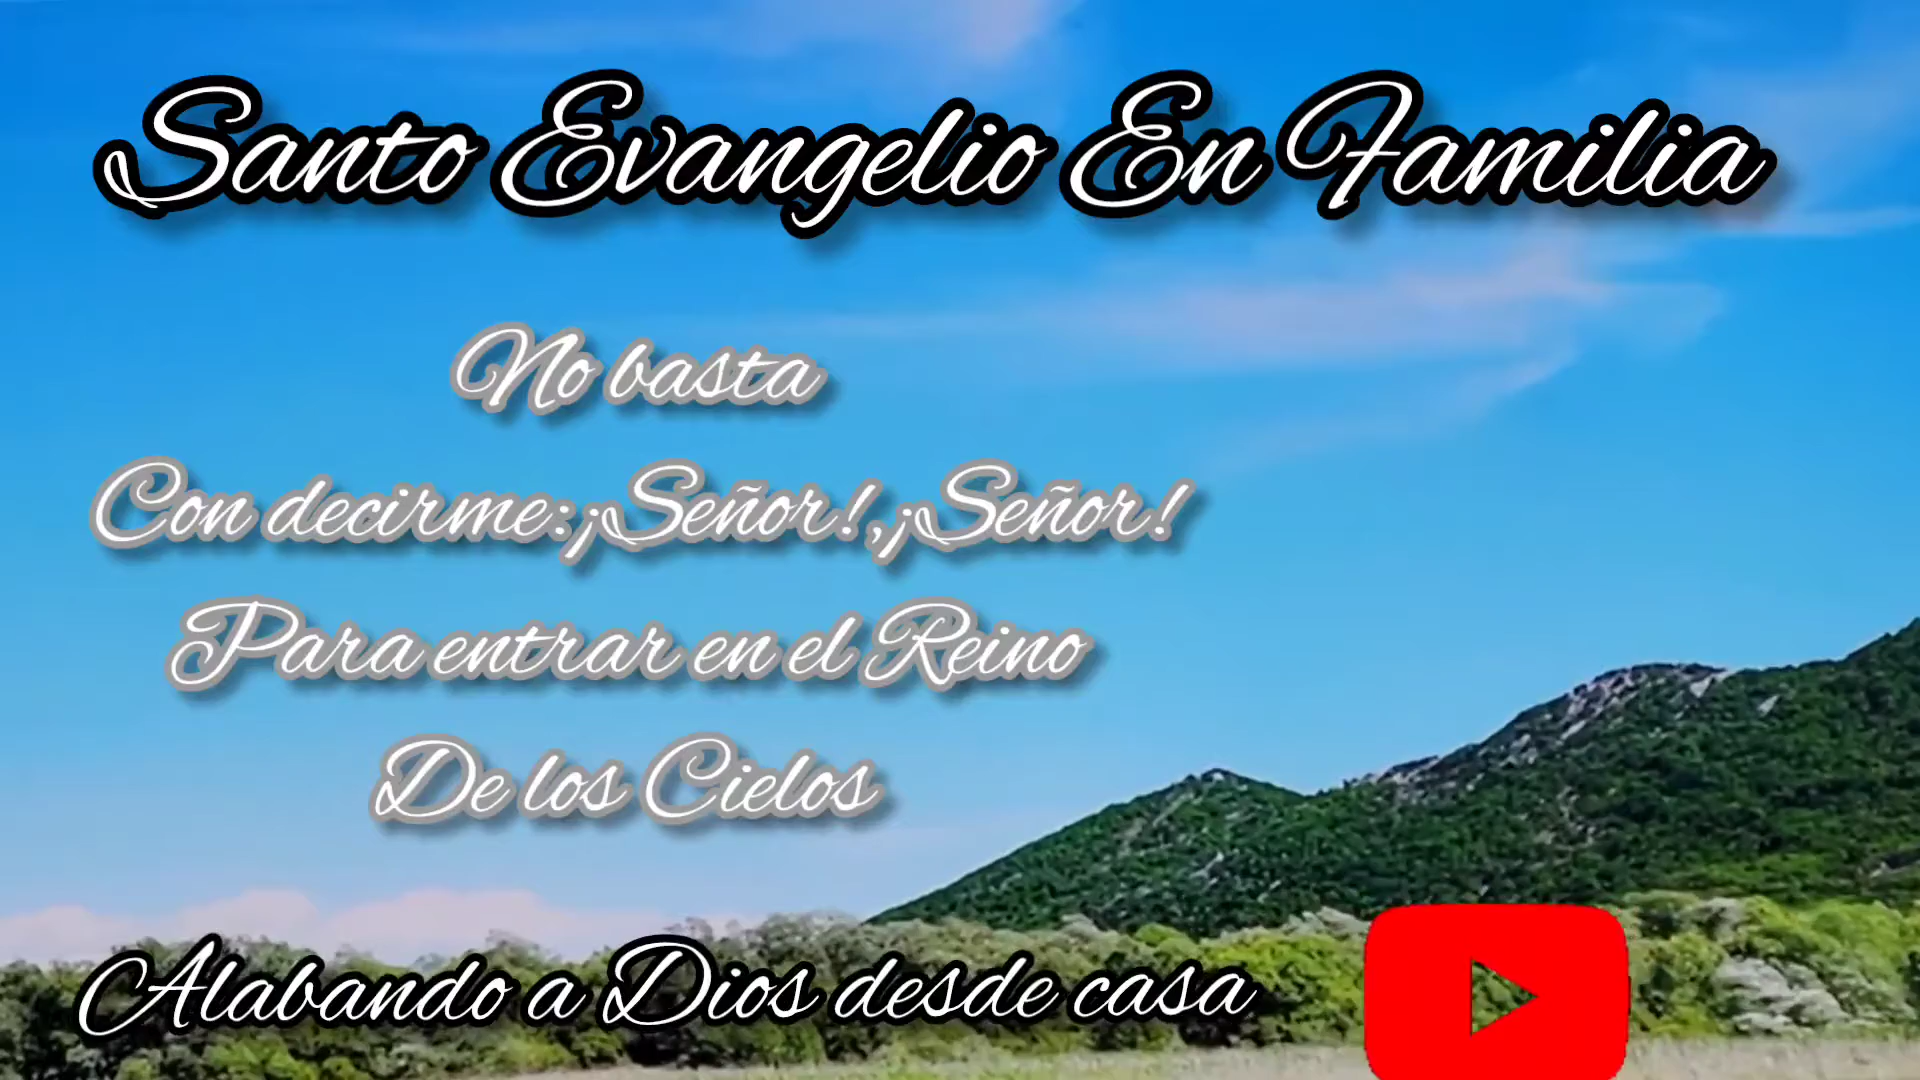 Santo Evangelio En Familia
No basta
Con decirme:¡Señor!,¡Señor!
Para entrar en el Reino
De los Cielos
Alabando a Dios desde casa